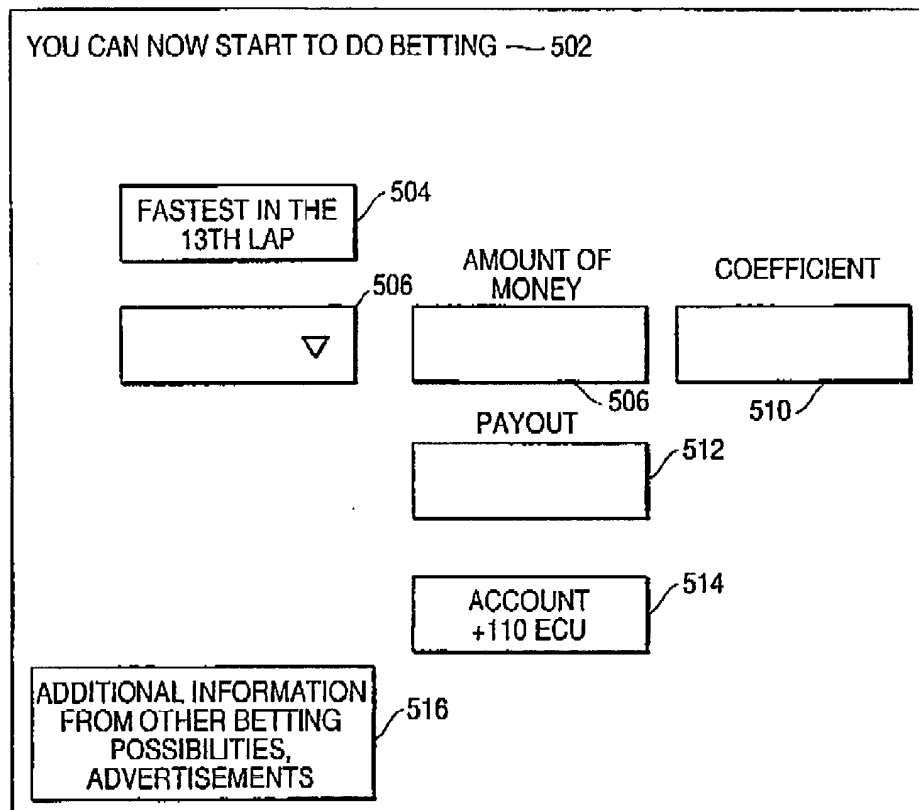 YOU CAN NOW START TO DO BETTING 502
504
FASTEST IN THE
13TH LAP
506
AMOUNT OF
MONEY
COEFFICIENT
506
510
PAYOUT
512
ACCOUNT
+110 ECU
514
ADDITIONAL INFORMATION
FROM OTHER BETTING
POSSIBILITIES,
ADVERTISEMENTS
516